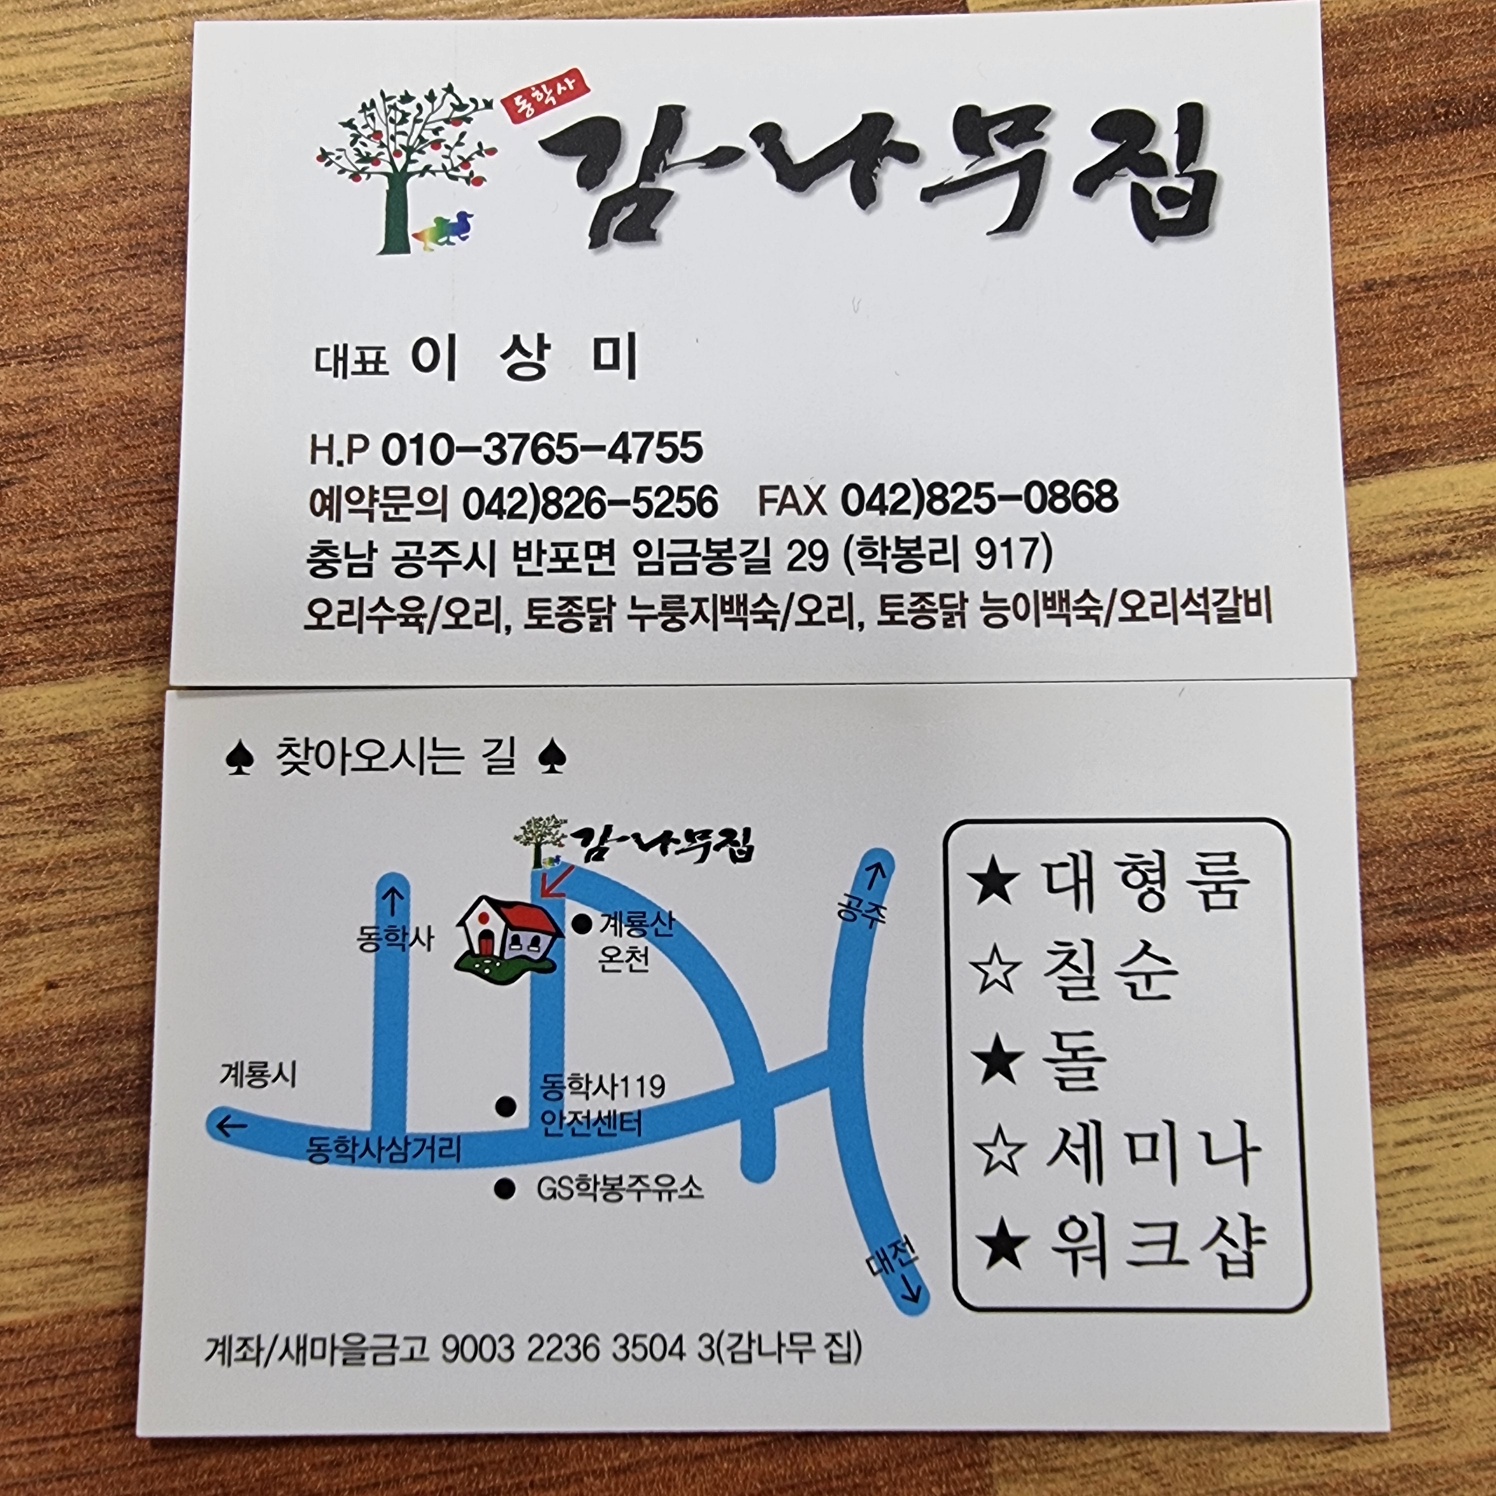 동학사
감나무집
대표 이 상 미
H.P 010-3765-4755
예약문의 042)826-5256 FAX 042)825-0868
충남 공주시 반포면 임금봉길 29 (학봉리 917)
오리수육/오리, 토종닭 누룽지백숙/오리, 토종닭 능이백숙/오리석갈비
♠ 찾아오시는 길 ♠
감나무집
↑
동학사
● 계룡산
온천
↑
공주
계룡시
←
동학사삼거리
● 동학사119
안전센터
● GS학봉주유소
대전
↓
★ 대형룸
☆ 칠순
★ 돌
☆ 세미나
★ 워크샵
계좌/새마을금고 9003 2236 3504 3(감나무 집)